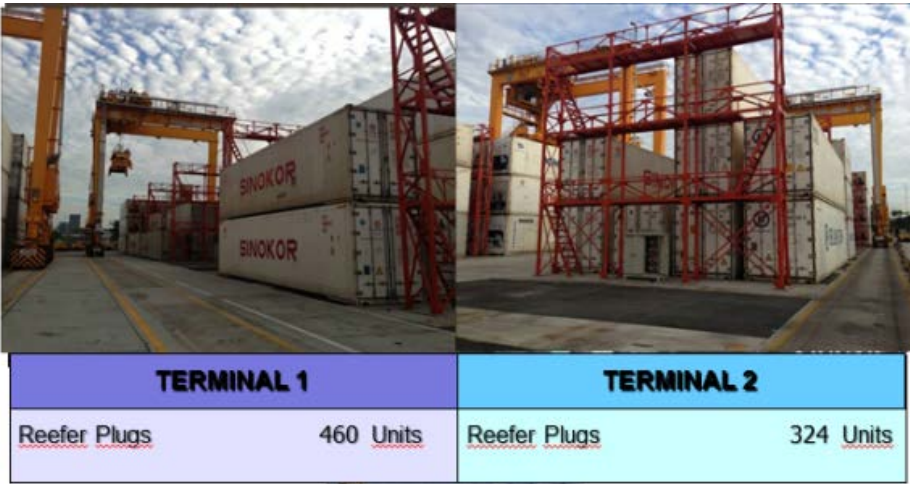 SINOKOR
SINOKOR
TERMINAL 1
Reefer Plugs 460 Units
TERMINAL 2
Reefer Plugs 324 Units